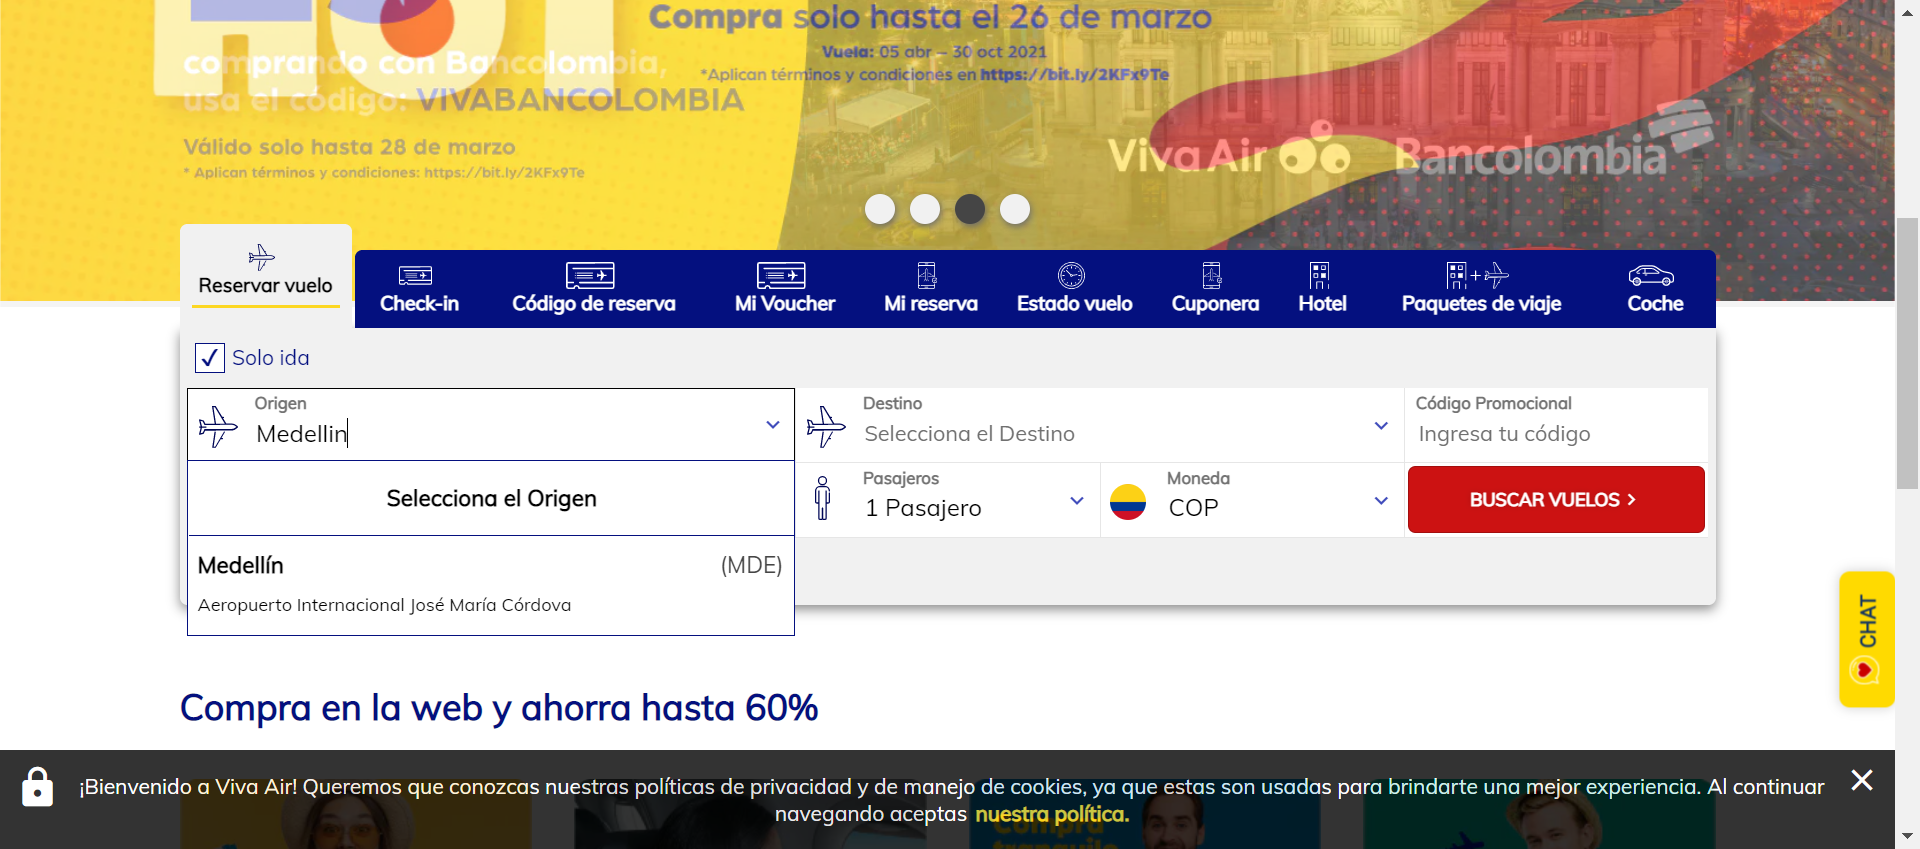 Compra solo hasta el 26 de marzo
Vuela: 05 abr – 30 oct 2021
*Aplican términos y condiciones en https://bit.ly/2KFx9Te
comprando con Bancolombia,
usa el código: VIVABANCOLOMBIA
Válido solo hasta 28 de marzo
* Aplican términos y condiciones: https://bit.ly/2KFx9Te
Viva Air
Bancolombia
Reservar vuelo
Check-in
Código de reserva
Mi Voucher
Mi reserva
Estado vuelo
Cuponera
Hotel
Paquetes de viaje
Coche
Solo ida
Origen
Medellin
Destino
Selecciona el Destino
Código Promocional
Ingresa tu código
Selecciona el Origen
Pasajeros
1 Pasajero
Moneda
COP
BUSCAR VUELOS
Medellín (MDE)
Aeropuerto Internacional José María Córdova
CHAT
Compra en la web y ahorra hasta 60%
¡Bienvenido a Viva Air! Queremos que conozcas nuestras políticas de privacidad y de manejo de cookies, ya que estas son usadas para brindarte una mejor experiencia. Al continuar
navegando aceptas nuestra política.
Compra
tranquilo